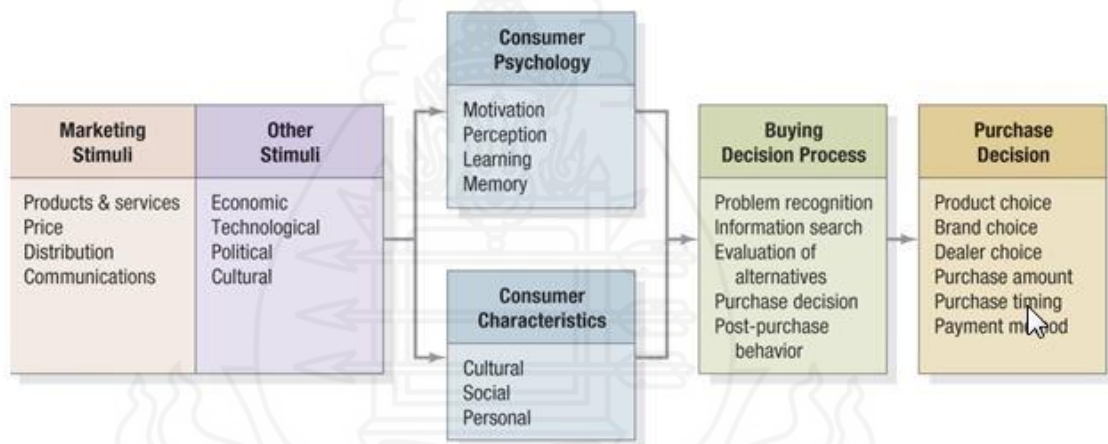 Marketing
Stimuli
Products & services
Price
Distribution
Communications
Other
Stimuli
Economic
Technological
Political
Cultural
Consumer
Psychology
Motivation
Perception
Learning
Memory
Consumer
Characteristics
Cultural
Social
Personal
Buying
Decision Process
Problem recognition
Information search
Evaluation of
alternatives
Purchase decision
Post-purchase
behavior
Purchase
Decision
Product choice
Brand choice
Dealer choice
Purchase amount
Purchase timing
Payment method